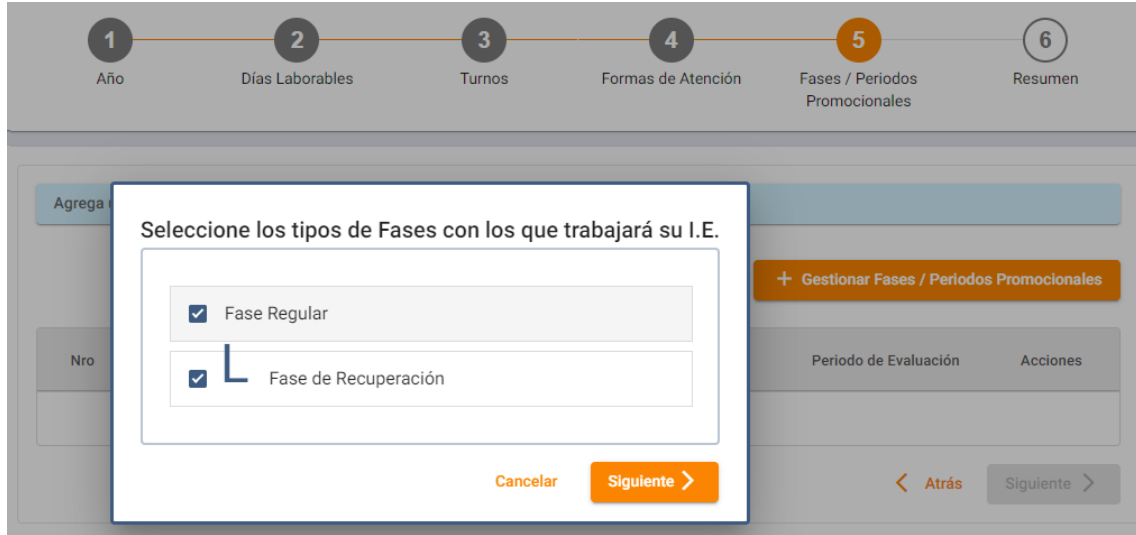 1
2
3
4
5
6
Año
Días Laborables
Turnos
Formas de Atención
Fases / Periodos
Promocionales
Resumen
Agrega
Seleccione los tipos de Fases con los que trabajará su I.E.
+ Gestionar Fases / Periodos Promocionales
Fase Regular
Nro
Periodo de Evaluación
Acciones
Fase de Recuperación
Cancelar
Siguiente
Atrás
Siguiente